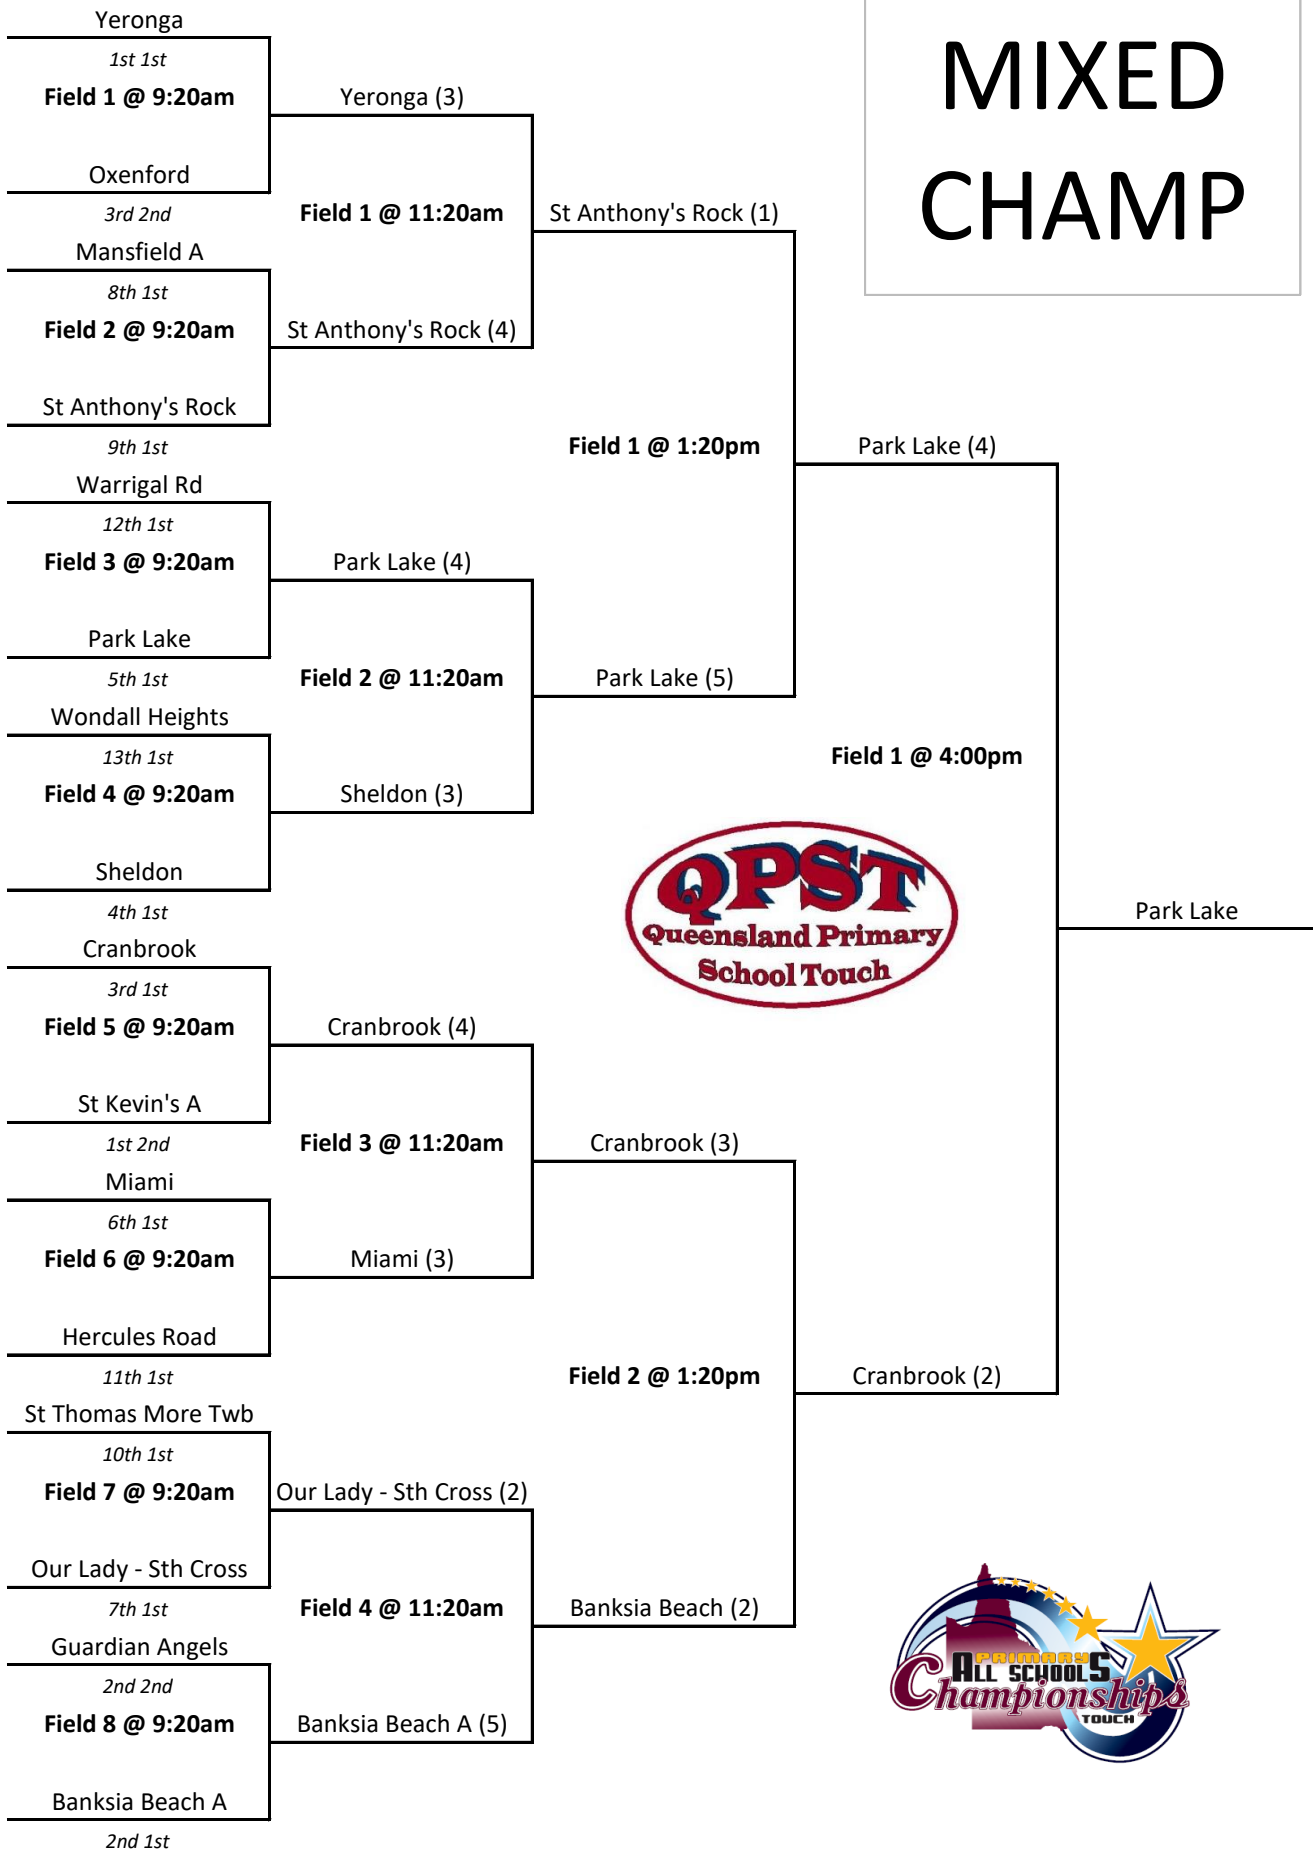 Yeronga
1st 1st
Field 1 @ 9:20am
Yeronga (3)
MIXED
CHAMP
Oxenford
3rd 2nd
Field 1 @ 11:20am
St Anthony's Rock (1)
Mansfield A
8th 1st
Field 2 @ 9:20am
St Anthony's Rock (4)
St Anthony's Rock
9th 1st
Field 1 @ 1:20pm
Park Lake (4)
Warrigal Rd
12th 1st
Field 3 @ 9:20am
Park Lake (4)
Park Lake
5th 1st
Field 2 @ 11:20am
Park Lake (5)
Wondall Heights
13th 1st
Field 1 @ 4:00pm
Field 4 @ 9:20am
Sheldon (3)
Sheldon
4th 1st
QPST
Queensland Primary
School Touch
Park Lake
Cranbrook
3rd 1st
Field 5 @ 9:20am
Cranbrook (4)
St Kevin's A
1st 2nd
Field 3 @ 11:20am
Cranbrook (3)
Miami
6th 1st
Field 6 @ 9:20am
Miami (3)
Hercules Road
11th 1st
Field 2 @ 1:20pm
Cranbrook (2)
St Thomas More Twb
10th 1st
Field 7 @ 9:20am
Our Lady - Sth Cross (2)
Our Lady - Sth Cross
7th 1st
Field 4 @ 11:20am
Banksia Beach (2)
Guardian Angels
2nd 2nd
Field 8 @ 9:20am
Banksia Beach A (5)
PRIMARY
ALL SCHOOLS
Championships
TOUCH
Banksia Beach A
2nd 1st